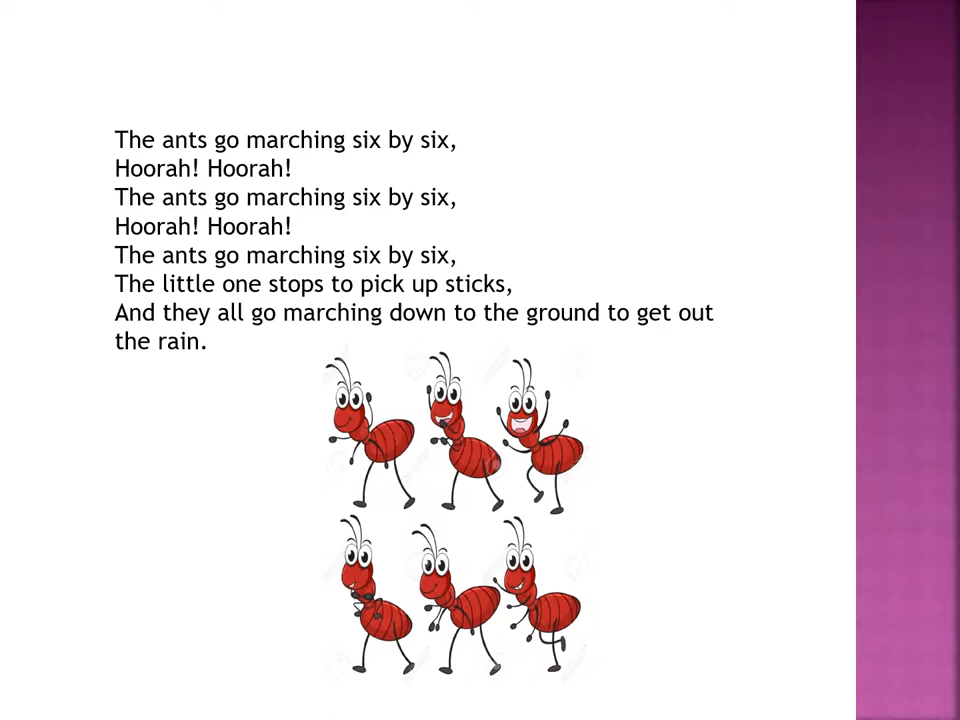 The ants go marching six by six,
Hoorah! Hoorah!
The ants go marching six by six,
Hoorah! Hoorah!
The ants go marching six by six,
The little one stops to pick up sticks,
And they all go marching down to the ground to get out
the rain.